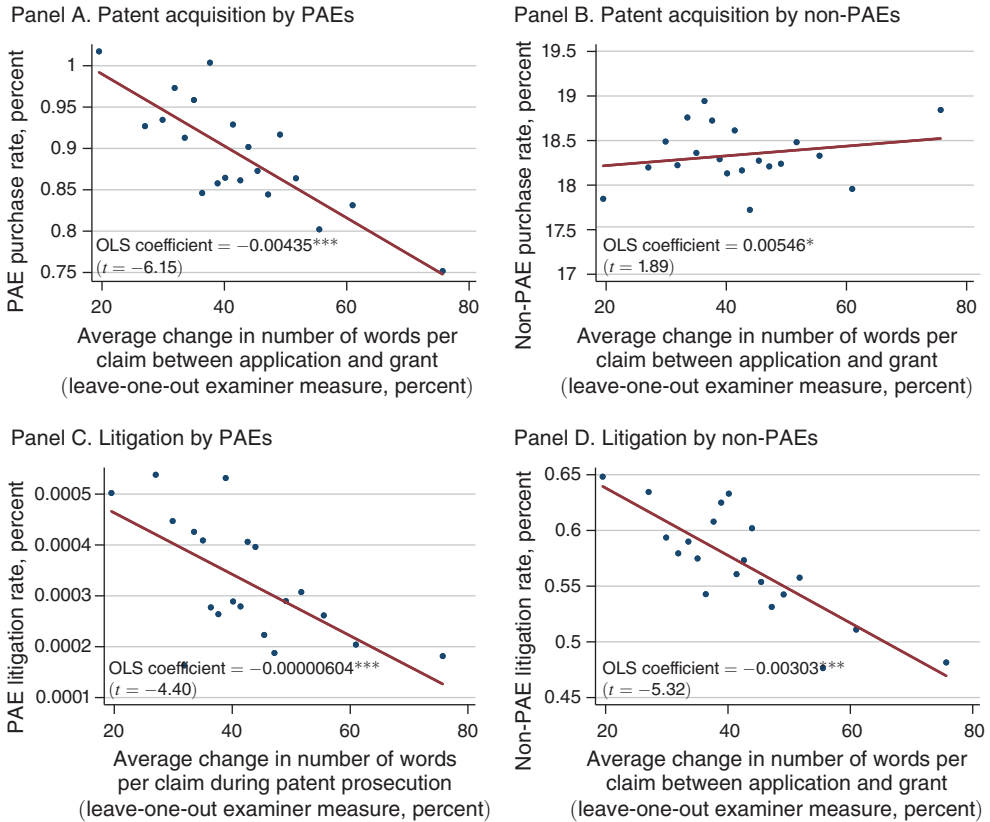 Panel A. Patent acquisition by PAEs
PAE purchase rate, percent
1
0.95
0.9
0.85
0.8
0.75
OLS coefficient = −0.00435***
(t = −6.15)
20 40 60 80
Average change in number of words per
claim between application and grant
(leave-one-out examiner measure, percent)
Panel B. Patent acquisition by non-PAEs
Non-PAE purchase rate, percent
19.5
19
18.5
18
17.5
17
OLS coefficient = 0.00546*
(t = 1.89)
20 40 60 80
Average change in number of words per
claim between application and grant
(leave-one-out examiner measure, percent)
Panel C. Litigation by PAEs
PAE litigation rate, percent
0.0005
0.0004
0.0003
0.0002
0.0001
OLS coefficient = −0.00000604***
(t = −4.40)
20 40 60 80
Average change in number of words
per claim during patent prosecution
(leave-one-out examiner measure, percent)
Panel D. Litigation by non-PAEs
Non-PAE litigation rate, percent
0.65
0.6
0.55
0.5
0.45
OLS coefficient = −0.00303***
(t = −5.32)
20 40 60 80
Average change in number of words per
claim between application and grant
(leave-one-out examiner measure, percent)